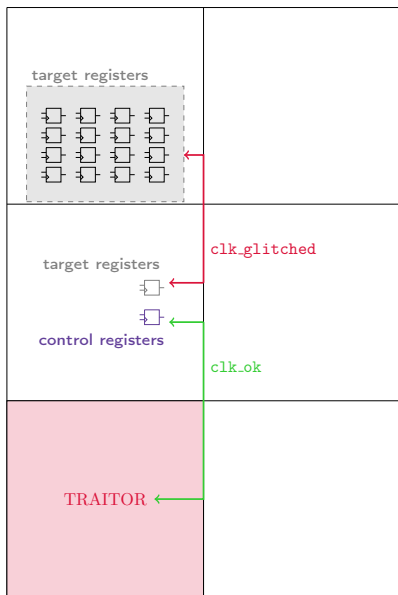 target registers
clk_glitched
target registers
control registers
clk_ok
TRAITOR